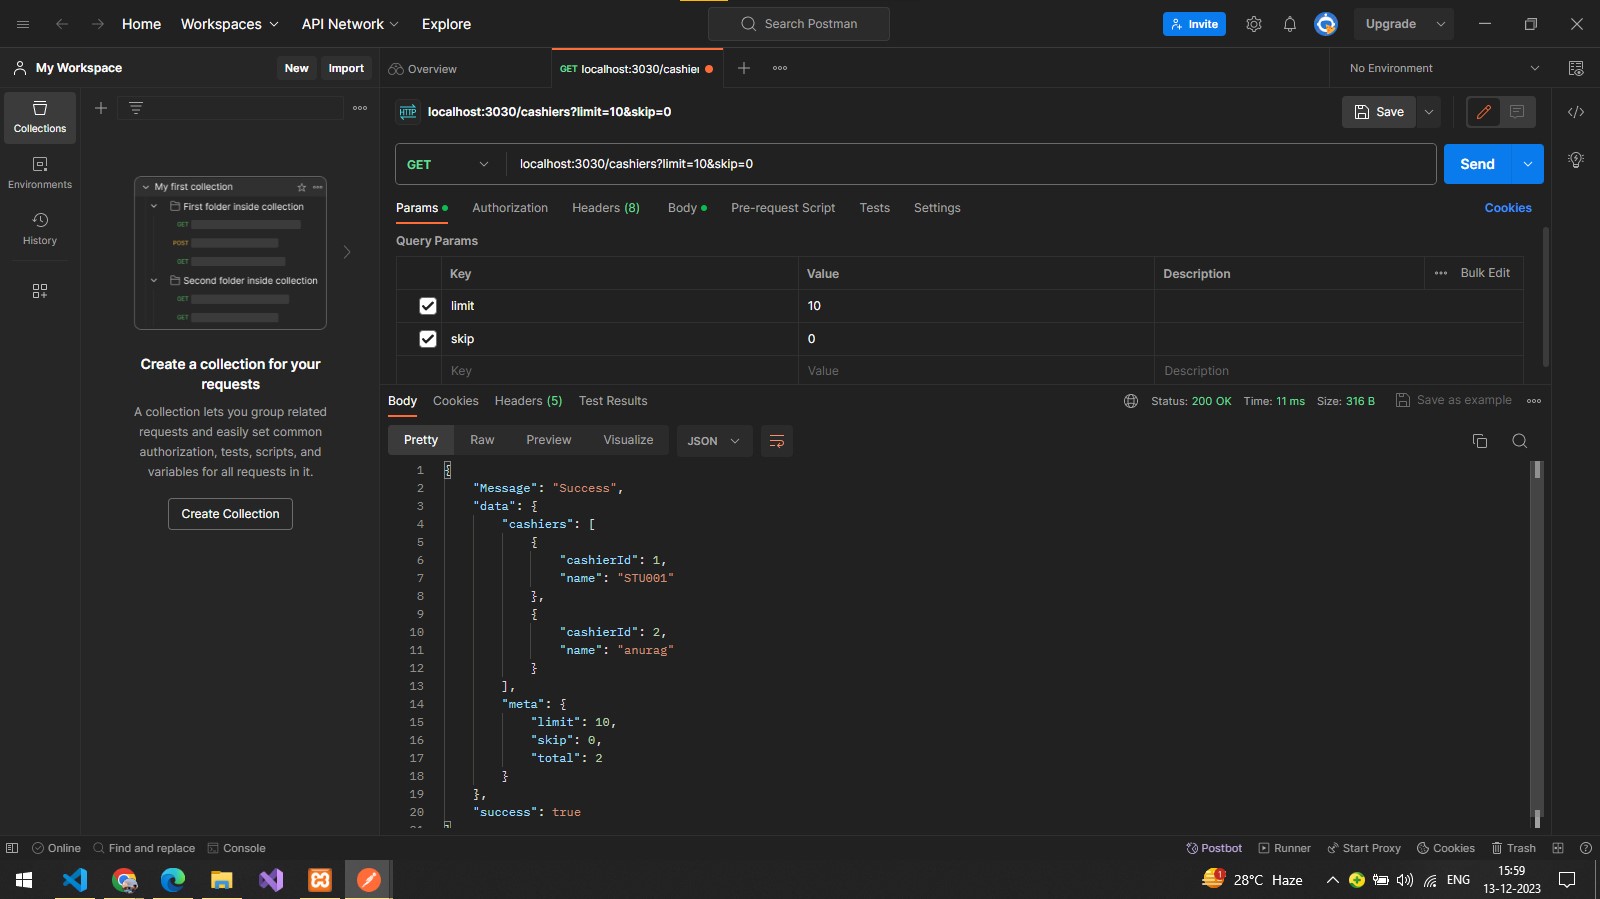 Home Workspaces API Network Explore Search Postman Invite Upgrade
My Workspace New Import Overview GET localhost:3030/cashier No Environment
Collections
Environments
History
My first collection
First folder inside collection
GET
POST
GET
Second folder inside collection
GET
GET
Create a collection for your
requests
A collection lets you group related
requests and easily set common
authorization, tests, scripts, and
variables for all requests in it.
Create Collection
HTTP localhost:3030/cashiers?limit=10&skip=0 Save
GET localhost:3030/cashiers?limit=10&skip=0 Send
Params Authorization Headers (8) Body Pre-request Script Tests Settings Cookies
Query Params
Key Value Description Bulk Edit
limit 10
skip 0
Key Value Description
Body Cookies Headers (5) Test Results Status: 200 OK Time: 11 ms Size: 316 B Save as example
Pretty Raw Preview Visualize JSON
1 {
2 "Message": "Success",
3 "data": {
4 "cashiers": [
5 {
6 "cashierId": 1,
7 "name": "STU001"
8 },
9 {
10 "cashierId": 2,
11 "name": "anurag"
12 }
13 ],
14 "meta": {
15 "limit": 10,
16 "skip": 0,
17 "total": 2
18 }
19 },
20 "success": true
Online Find and replace Console Postbot Runner Start Proxy Cookies Trash
1 28°C Haze ENG 15:59
13-12-2023